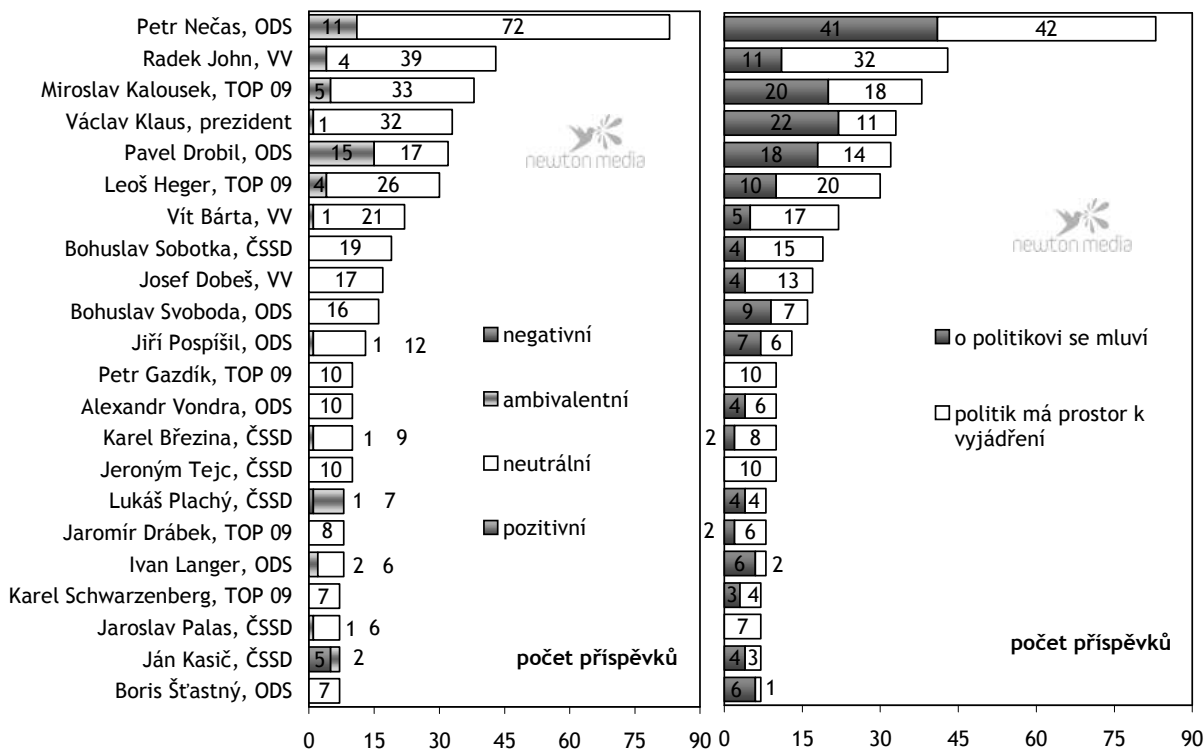 Petr Nečas, ODS 11 72 41 42
Radek John, VV 4 39 11 32
Miroslav Kalousek, TOP 09 5 33 20 18
Václav Klaus, prezident 1 32 22 11
Pavel Drobil, ODS 15 17 18 14
newton media
Leoš Heger, TOP 09 4 26 10 20
Vít Bárta, VV 1 21 5 17
Bohuslav Sobotka, ČSSD 19 4 15
newton media
Josef Dobeš, VV 17 4 13
Bohuslav Svoboda, ODS 16 9 7
negativní
Jiří Pospíšil, ODS 1 12 7 6
o politikovi se mluví
Petr Gazdík, TOP 09 10 10
ambivalentní
Alexandr Vondra, ODS 10 4 6
politik má prostor k
vyjádření
Karel Březina, ČSSD 1 9 2 8
neutrální
Jeroným Tejc, ČSSD 10 10
Lukáš Plachý, ČSSD 1 7 4 4
pozitivní
Jaromír Drábek, TOP 09 8 2 6
Ivan Langer, ODS 2 6 6 2
Karel Schwarzenberg, TOP 09 7 3 4
Jaroslav Palas, ČSSD 1 6 7
Ján Kasič, ČSSD 5 2 4 3
počet příspěvků
počet příspěvků
Boris Šťastný, ODS 7 6 1
0 15 30 45 60 75 90
0 15 30 45 60 75 90